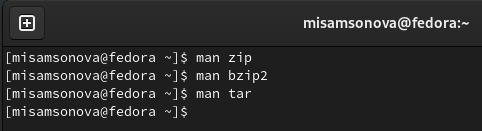 misamsonova@fedora:~
[misamsonova@fedora ~]$ man zip
[misamsonova@fedora ~]$ man bzip2
[misamsonova@fedora ~]$ man tar
[misamsonova@fedora ~]$